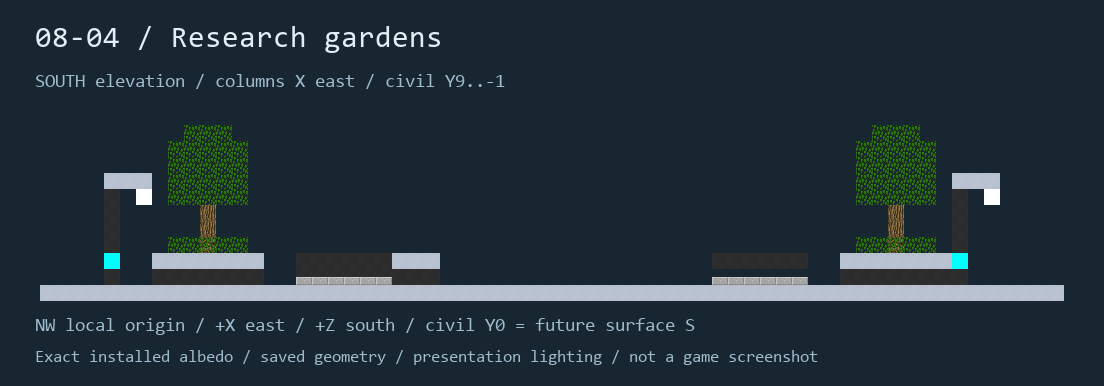 08-04 / Research gardens
SOUTH elevation / columns X east / civil Y9..-1
NW local origin / +X east / +Z south / civil Y0 = future surface S
Exact installed albedo / saved geometry / presentation lighting / not a game screenshot